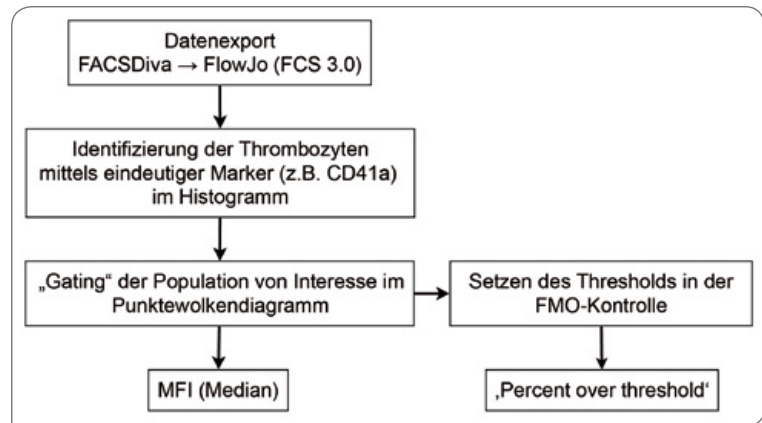 Datenexport
FACSDiva → FlowJo (FCS 3.0)
Identifizierung der Thrombozyten
mittels eindeutiger Marker (z.B. CD41a)
im Histogramm
„Gating“ der Population von Interesse im
Punktewolkendiagramm
Setzen des Thresholds in der
FMO-Kontrolle
MFI (Median)
‚Percent over threshold‘